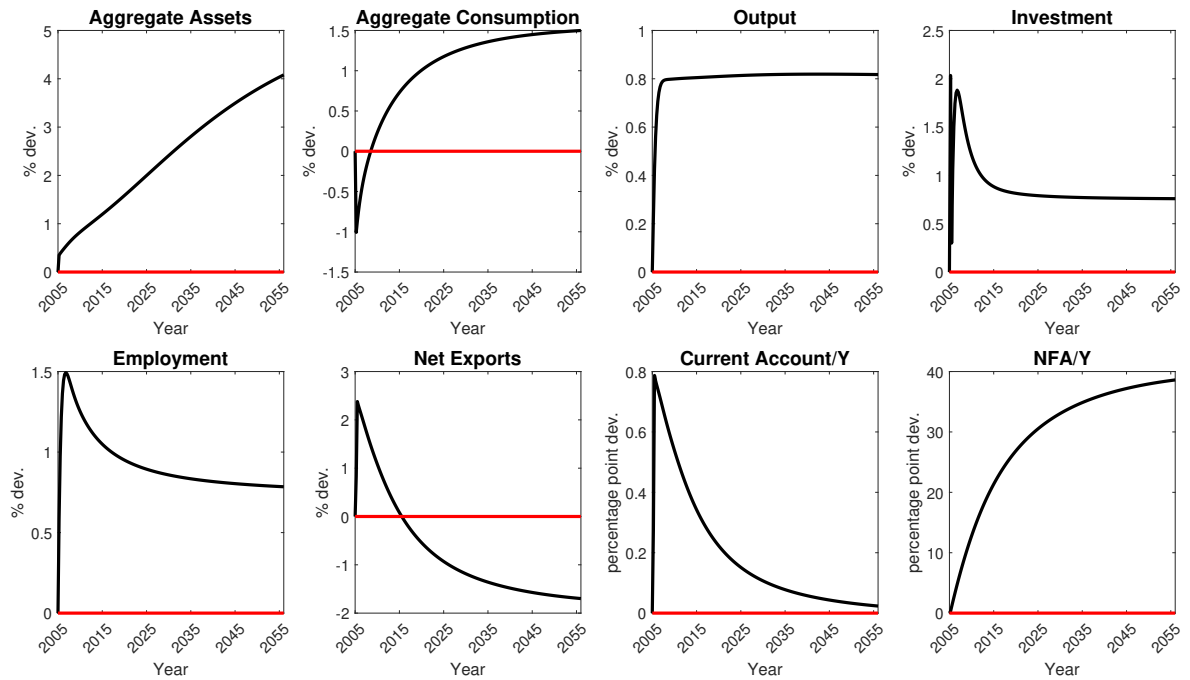 Aggregate Assets
5
4
3
2
1
0
% dev.
2005 2015 2025 2035 2045 2055
Year
Aggregate Consumption
1.5
1
0.5
0
-0.5
-1
-1.5
% dev.
2005 2015 2025 2035 2045 2055
Year
Output
1
0.8
0.6
0.4
0.2
0
% dev.
2005 2015 2025 2035 2045 2055
Year
Investment
2.5
2
1.5
1
0.5
0
% dev.
2005 2015 2025 2035 2045 2055
Year
Employment
1.5
1
0.5
0
% dev.
2005 2015 2025 2035 2045 2055
Year
Net Exports
3
2
1
0
-1
-2
% dev.
2005 2015 2025 2035 2045 2055
Year
Current Account/Y
0.8
0.6
0.4
0.2
0
percentage point dev.
2005 2015 2025 2035 2045 2055
Year
NFA/Y
40
30
20
10
0
percentage point dev.
2005 2015 2025 2035 2045 2055
Year